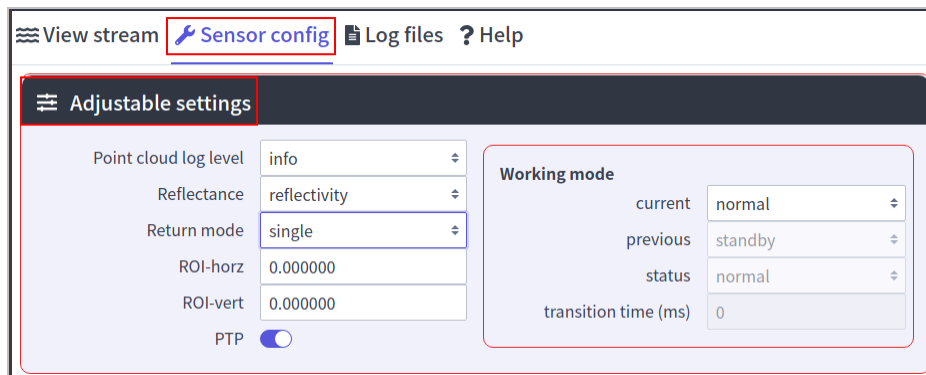 View stream Sensor config Log files ? Help
Adjustable settings
Point cloud log level info
Reflectance reflectivity
Return mode single
ROI-horz 0.000000
ROI-vert 0.000000
PTP
Working mode
current normal
previous standby
status normal
transition time (ms) 0